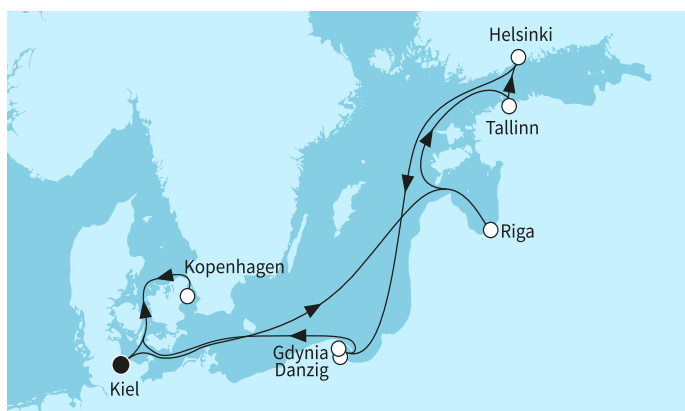 Helsinki
Tallinn
Riga
Kopenhagen
Gdynia
Danzig
Kiel